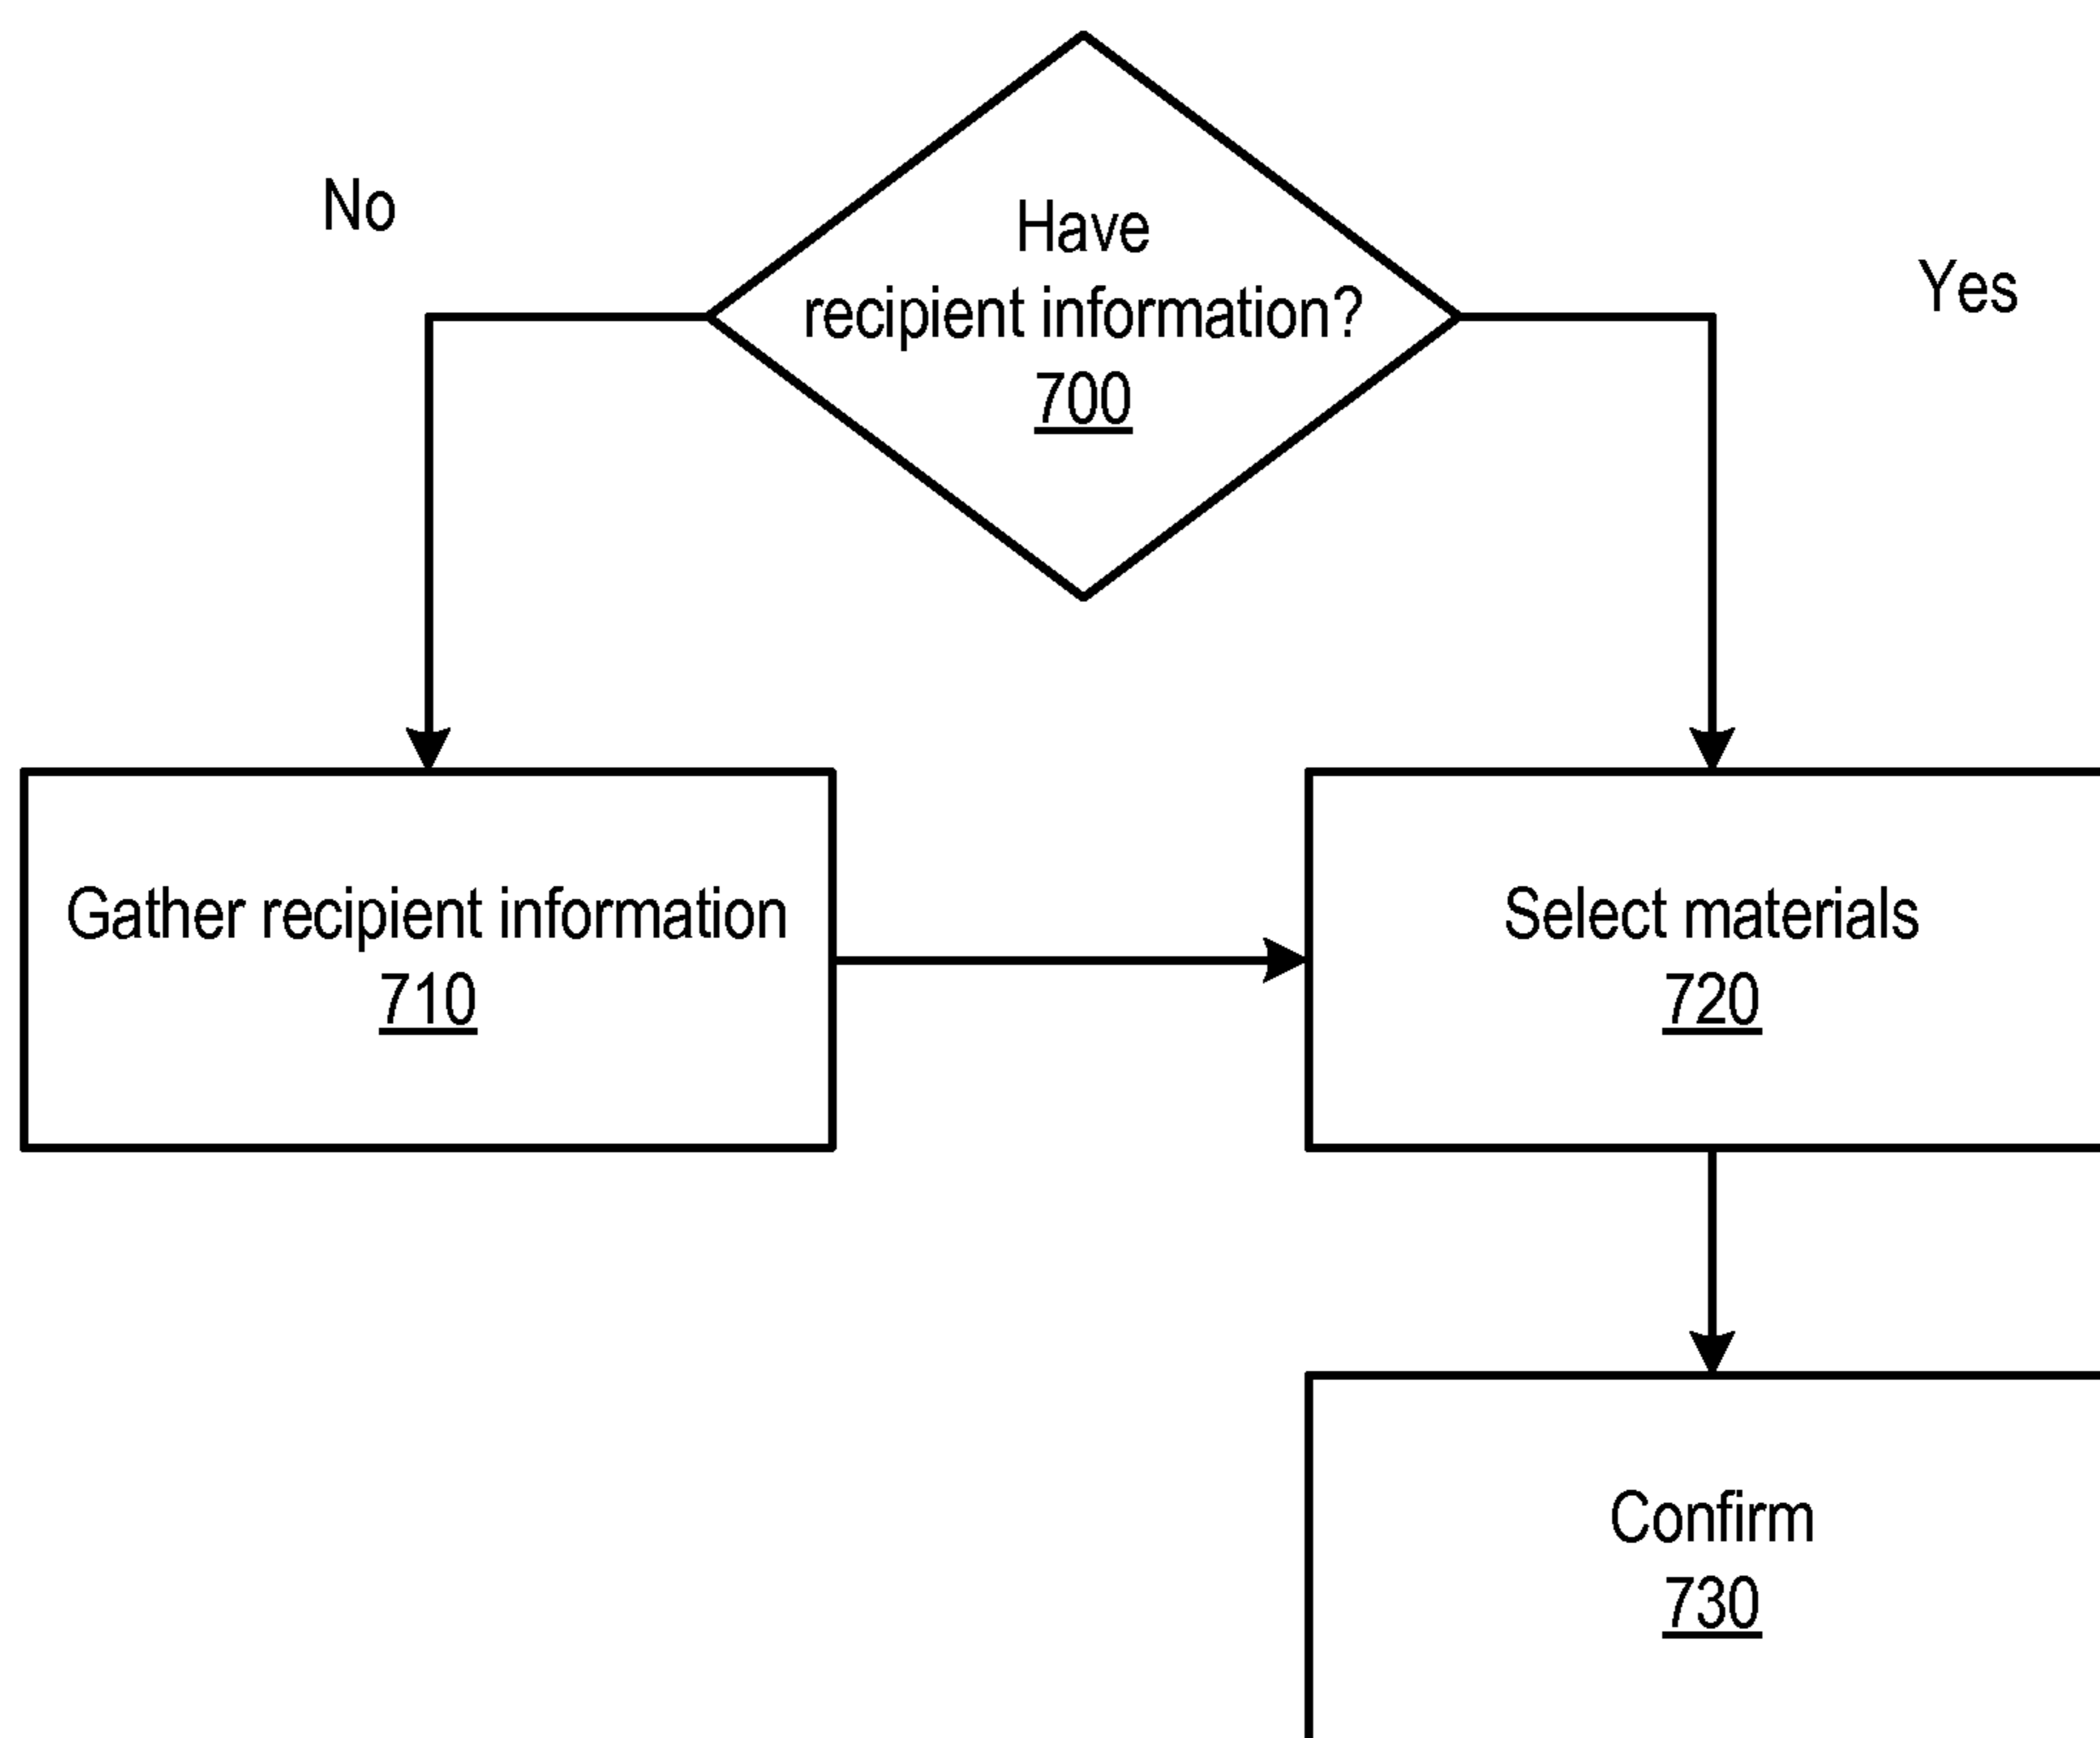 No
Have
recipient information?
700
Yes
Gather recipient information
710
Select materials
720
Confirm
730